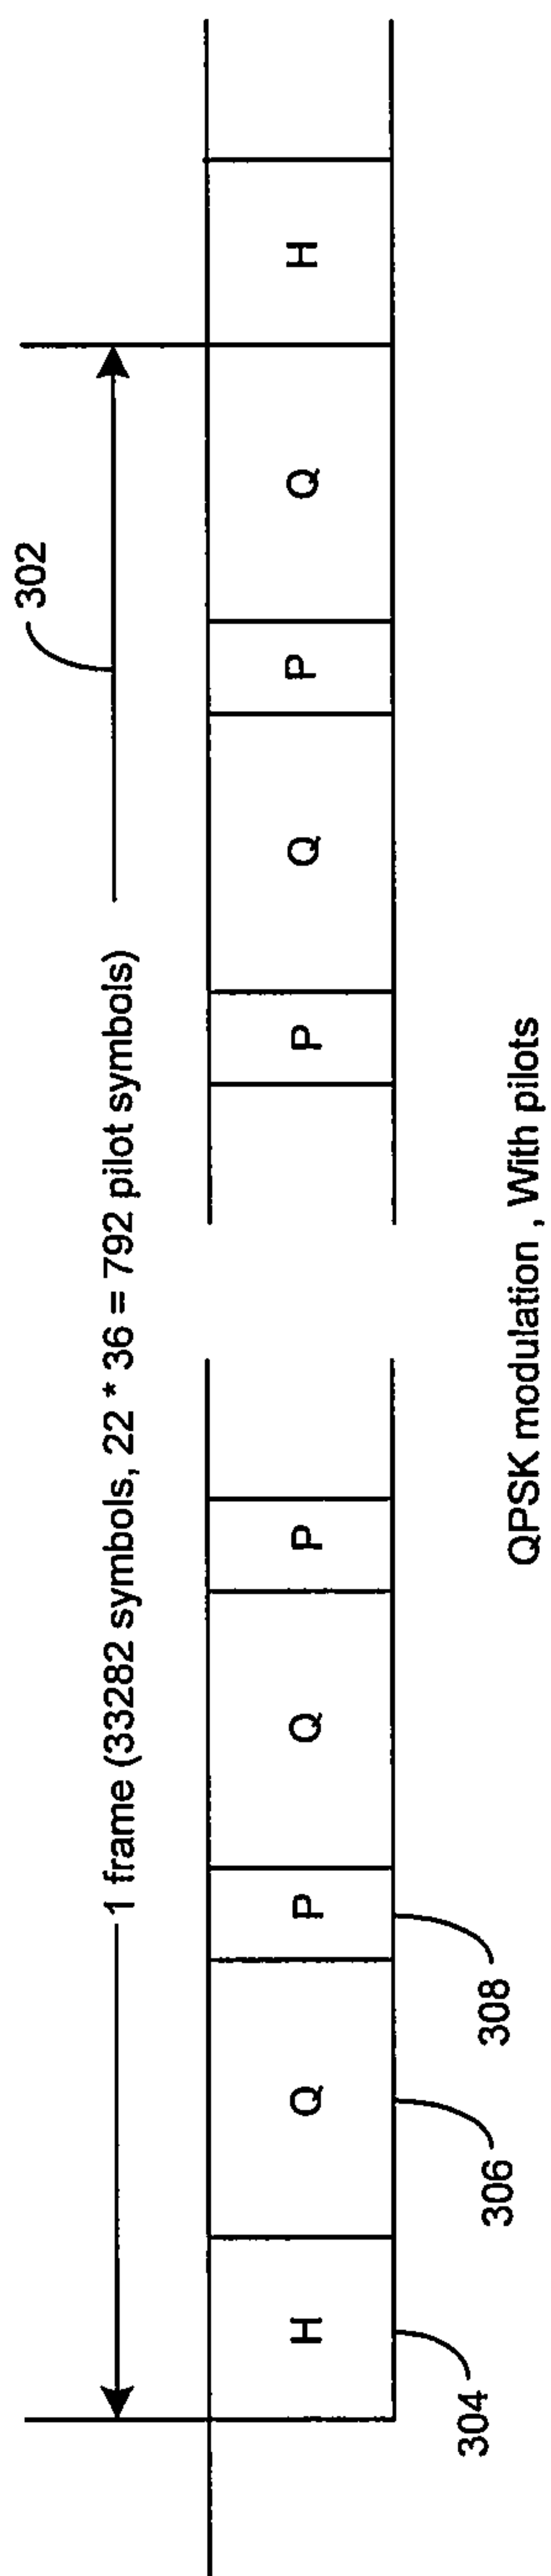 302
1 frame (33282 symbols, 22 * 36 = 792 pilot symbols)
H Q P Q P P Q P Q H
304 306 308
QPSK modulation , With pilots